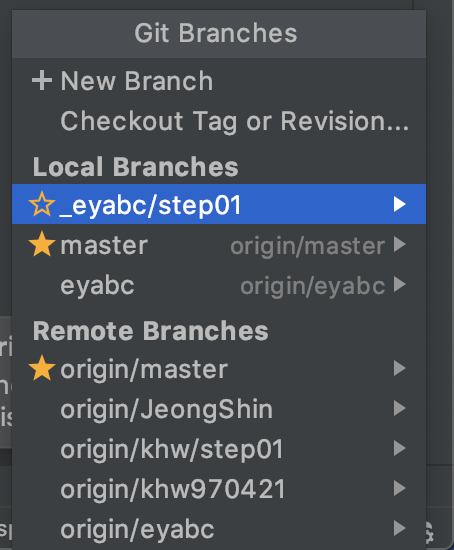 Git Branches
+ New Branch
Checkout Tag or Revision...
Local Branches
_eyabc/step01
master origin/master
eyabc origin/eyabc
Remote Branches
origin/master
origin/JeongShin
origin/khw/step01
origin/khw970421
origin/eyabc